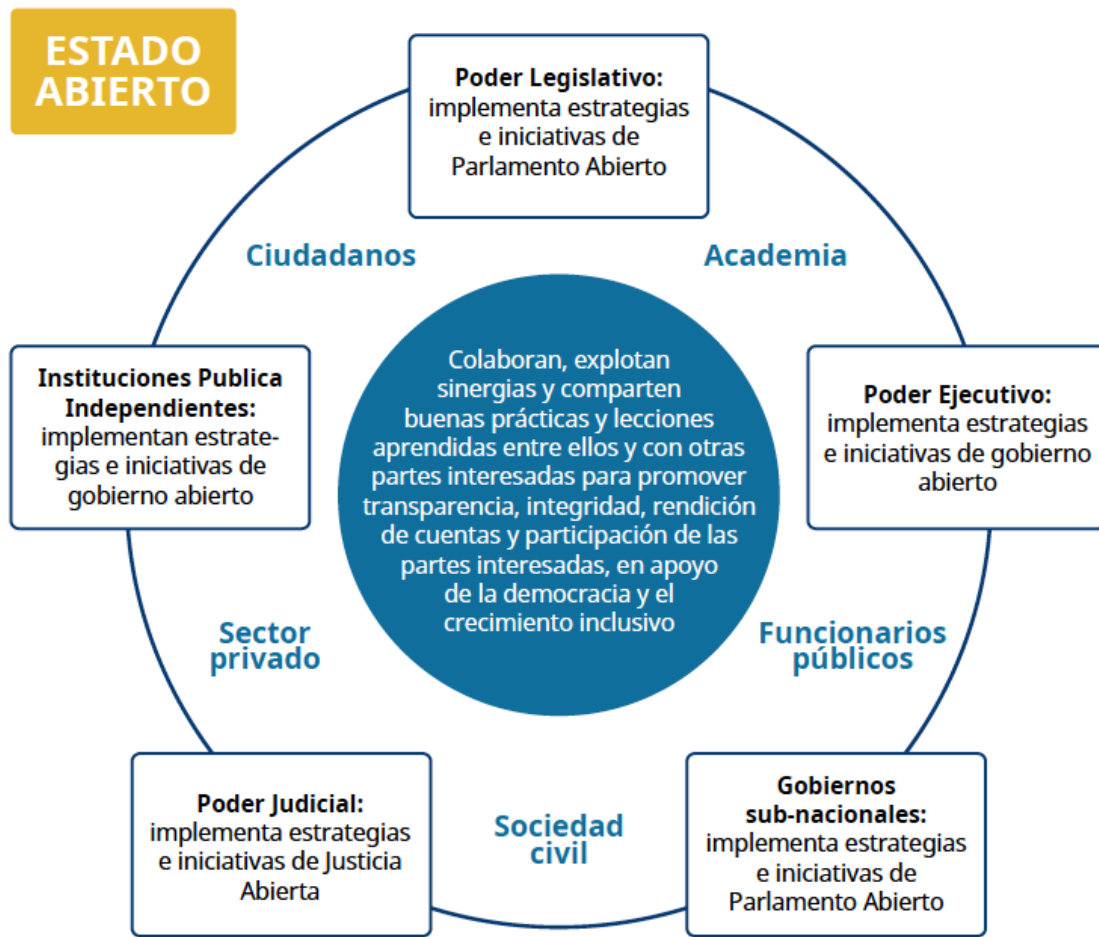 ESTADO
ABIERTO
Poder Legislativo:
implementa estrategias
e iniciativas de
Parlamento Abierto
Ciudadanos
Academia
Instituciones Publica
Independientes:
implementan estrate-
gias e iniciativas de
gobierno abierto
Colaboran, explotan
sinergias y comparten
buenas prácticas y lecciones
aprendidas entre ellos y con otras
partes interesadas para promover
transparencia, integridad, rendición
de cuentas y participación de las
partes interesadas, en apoyo
de la democracia y el
crecimiento inclusivo
Poder Ejecutivo:
implementa estrategias
e iniciativas de gobierno
abierto
Sector
privado
Funcionarios
públicos
Poder Judicial:
implementa estrategias
e iniciativas de Justicia
Abierta
Sociedad
civil
Gobiernos
sub-nacionales:
implementa estrategias
e iniciativas de
Parlamento Abierto